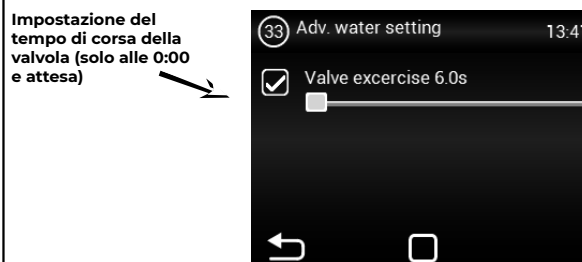 Impostazione del
tempo di corsa della
valvola (solo alle 0:00
e attesa)
33 Adv. water setting 13:47
Valve excercise 6.0s